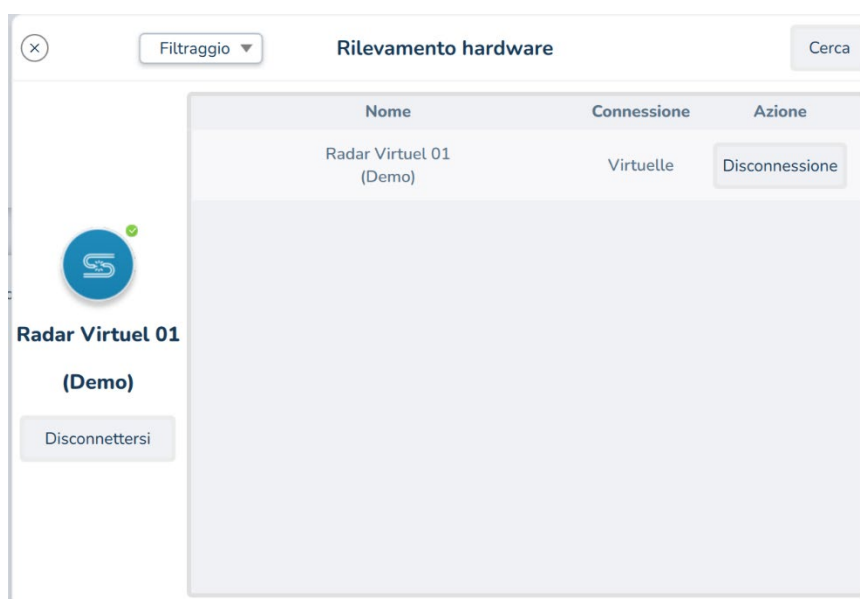 Filtraggio
Rilevamento hardware
Cerca
Nome
Connessione
Azione
Radar Virtuel 01
(Demo)
Virtuelle
Disconnessione
Radar Virtuel 01
(Demo)
Disconnettersi